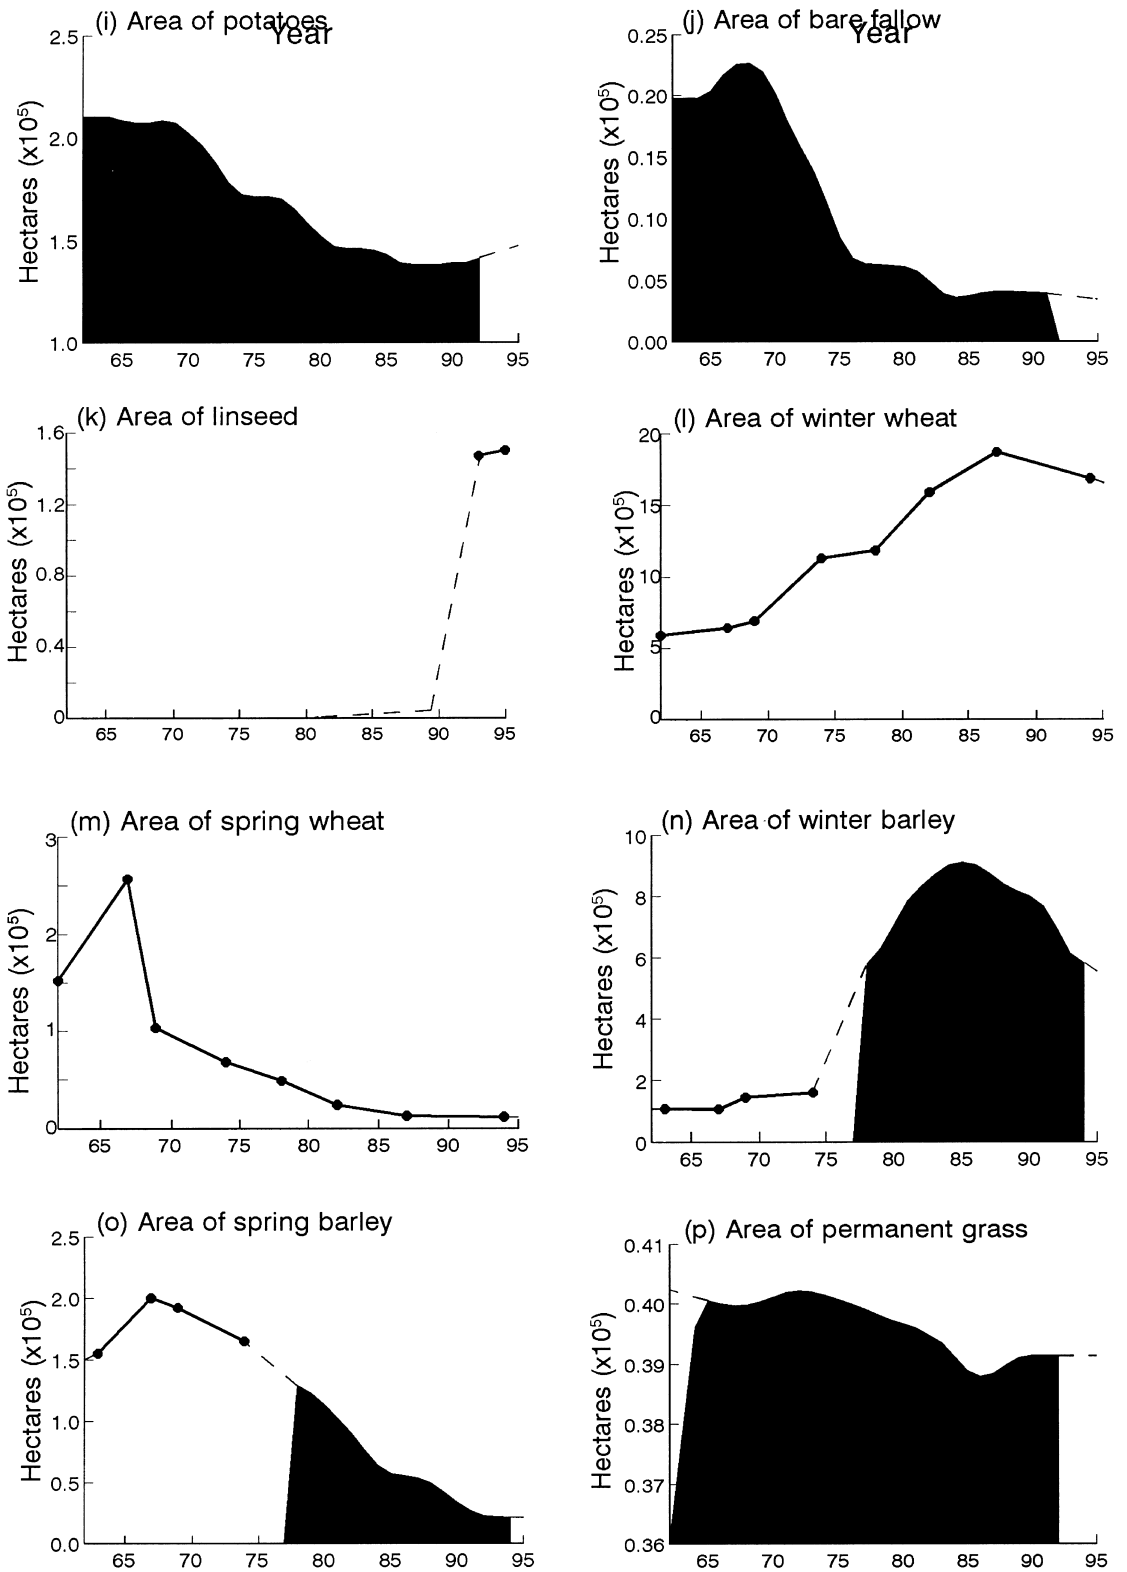 (i) Area of potatoes
Year
2.5
2.0
1.5
1.0
Hectares (x10⁵)
65 70 75 80 85 90 95
(j) Area of bare fallow
Year
0.25
0.20
0.15
0.10
0.05
0.00
Hectares (x10⁵)
65 70 75 80 85 90 95
(k) Area of linseed
1.6
1.2
0.8
0.4
0
Hectares (x10⁵)
65 70 75 80 85 90 95
(l) Area of winter wheat
20
15
10
5
0
Hectares (x10⁵)
65 70 75 80 85 90 95
(m) Area of spring wheat
3
2
1
0
Hectares (x10⁵)
65 70 75 80 85 90 95
(n) Area of winter barley
10
8
6
4
2
0
Hectares (x10⁵)
65 70 75 80 85 90 95
(o) Area of spring barley
2.5
2.0
1.5
1.0
0.5
0.0
Hectares (x10⁵)
65 70 75 80 85 90 95
(p) Area of permanent grass
0.41
0.40
0.39
0.38
0.37
0.36
Hectares (x10⁵)
65 70 75 80 85 90 95